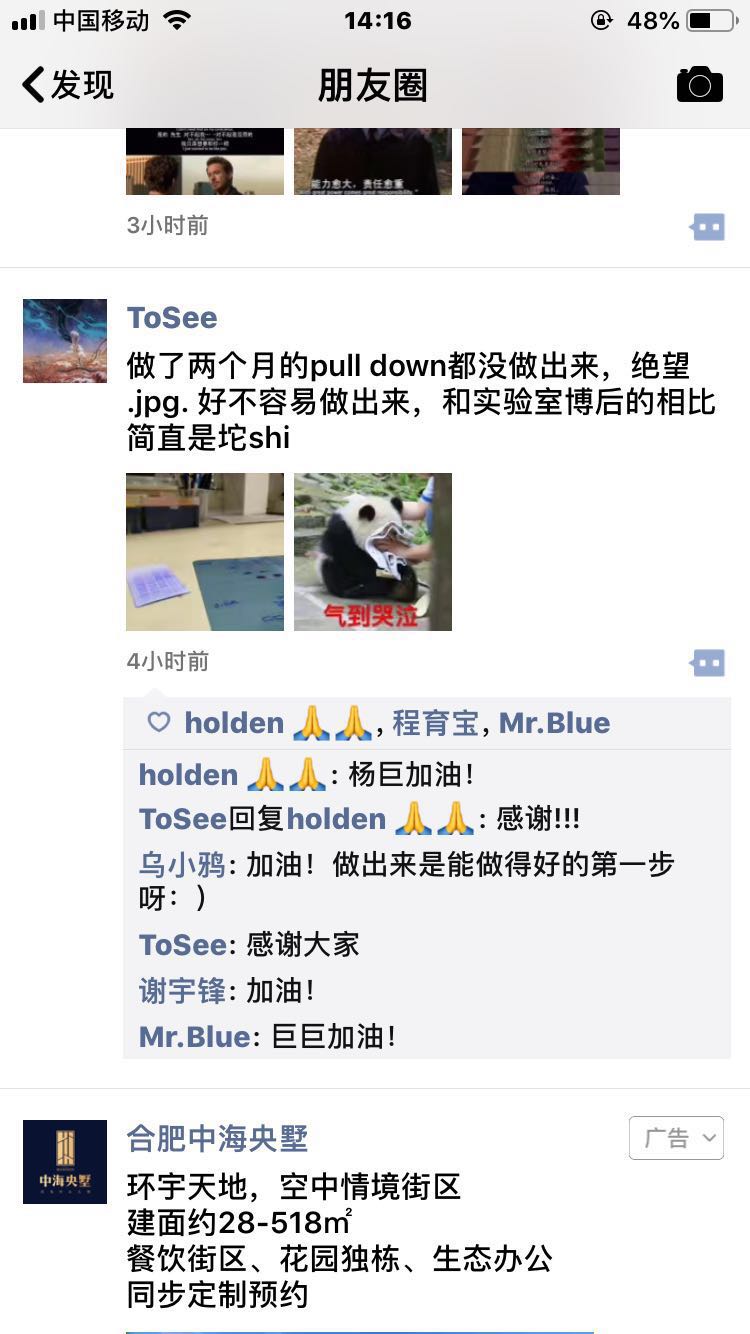 中国移动 14:16 48%
发现 朋友圈
能力愈大，责任愈重
3小时前
ToSee
做了两个月的pull down都没做出来，绝望
.jpg. 好不容易做出来，和实验室博后的相比
简直是坨shi
气到哭泣
4小时前
holden 🙏🙏, 程育宝, Mr.Blue
holden 🙏🙏: 杨巨加油！
ToSee回复holden 🙏🙏: 感谢!!!
乌小鸦: 加油！做出来是能做得好的第一步
呀：）
ToSee: 感谢大家
谢宇锋: 加油！
Mr.Blue: 巨巨加油！
合肥中海央墅 广告
中海央墅
环宇天地，空中情境街区
建面约28-518㎡
餐饮街区、花园独栋、生态办公
同步定制预约